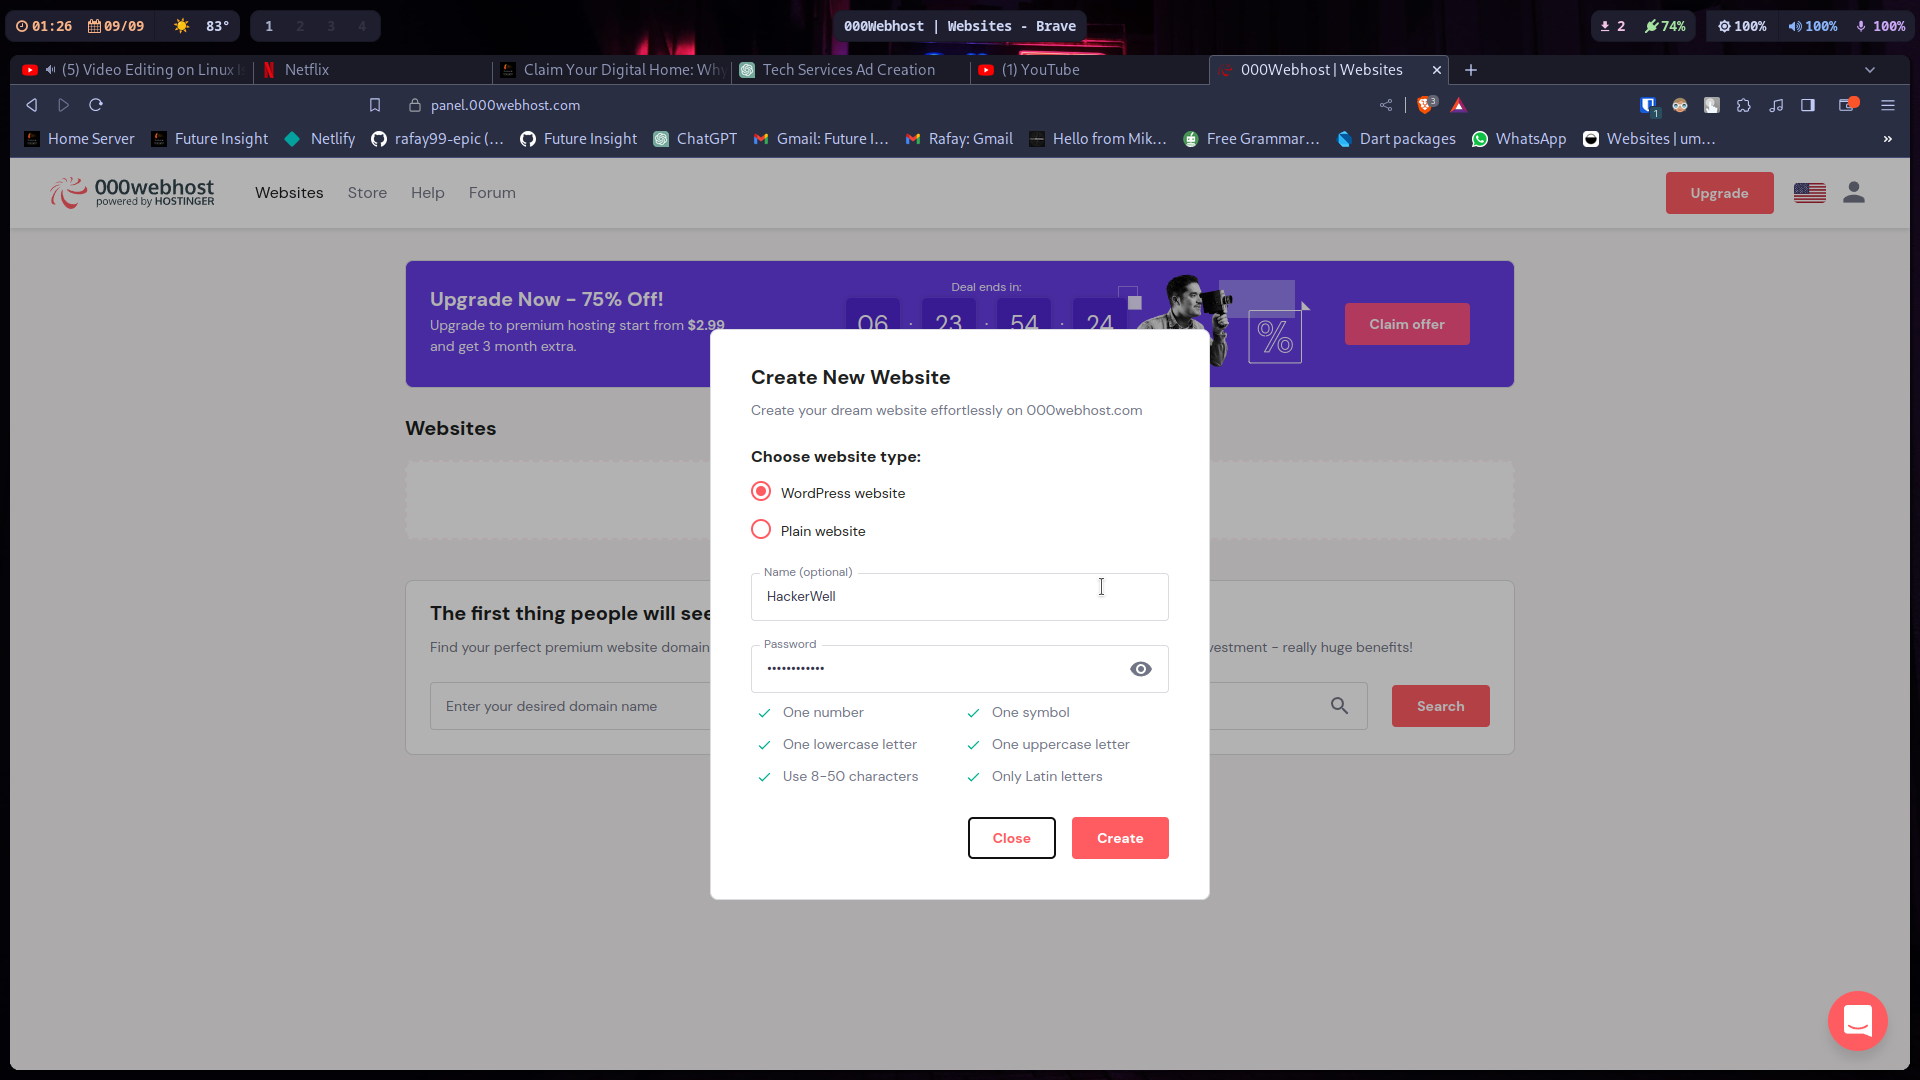 01:26 09/09 83° 1 2 3 4
000Webhost | Websites - Brave
2 74% 100% 100% 100%
(5) Video Editing on Linux
Netflix
Claim Your Digital Home: Why
Tech Services Ad Creation
(1) YouTube
000Webhost | Websites
panel.000webhost.com
3
1
Home Server Future Insight Netlify rafay99-epic (... Future Insight ChatGPT Gmail: Future I... Rafay: Gmail Hello from Mik... Free Grammar... Dart packages WhatsApp Websites | um... »
000webhost
powered by HOSTINGER
Websites Store Help Forum
Upgrade
Upgrade Now - 75% Off!
Upgrade to premium hosting start from $2.99
and get 3 month extra.
Deal ends in:
06 : 23 : 54 : 24
%
Claim offer
Websites
Create New Website
Create your dream website effortlessly on 000webhost.com
Choose website type:
WordPress website
Plain website
Name (optional)
HackerWell
Password
••••••••••••
One number
One symbol
One lowercase letter
One uppercase letter
Use 8-50 characters
Only Latin letters
Close
Create
The first thing people will see
Find your perfect premium website domain
vestment - really huge benefits!
Enter your desired domain name
Search